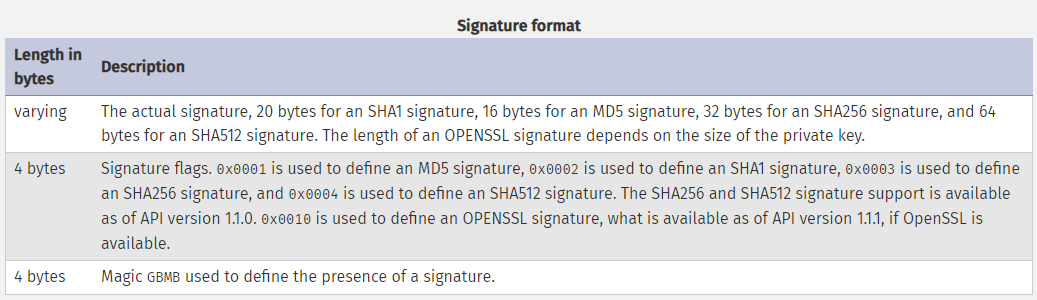 Signature format
Length in
bytes
Description
varying
The actual signature, 20 bytes for an SHA1 signature, 16 bytes for an MD5 signature, 32 bytes for an SHA256 signature, and 64
bytes for an SHA512 signature. The length of an OPENSSL signature depends on the size of the private key.
4 bytes
Signature flags. 0x0001 is used to define an MD5 signature, 0x0002 is used to define an SHA1 signature, 0x0003 is used to define
an SHA256 signature, and 0x0004 is used to define an SHA512 signature. The SHA256 and SHA512 signature support is available
as of API version 1.1.0. 0x0010 is used to define an OPENSSL signature, what is available as of API version 1.1.1, if OpenSSL is
available.
4 bytes
Magic GBMB used to define the presence of a signature.